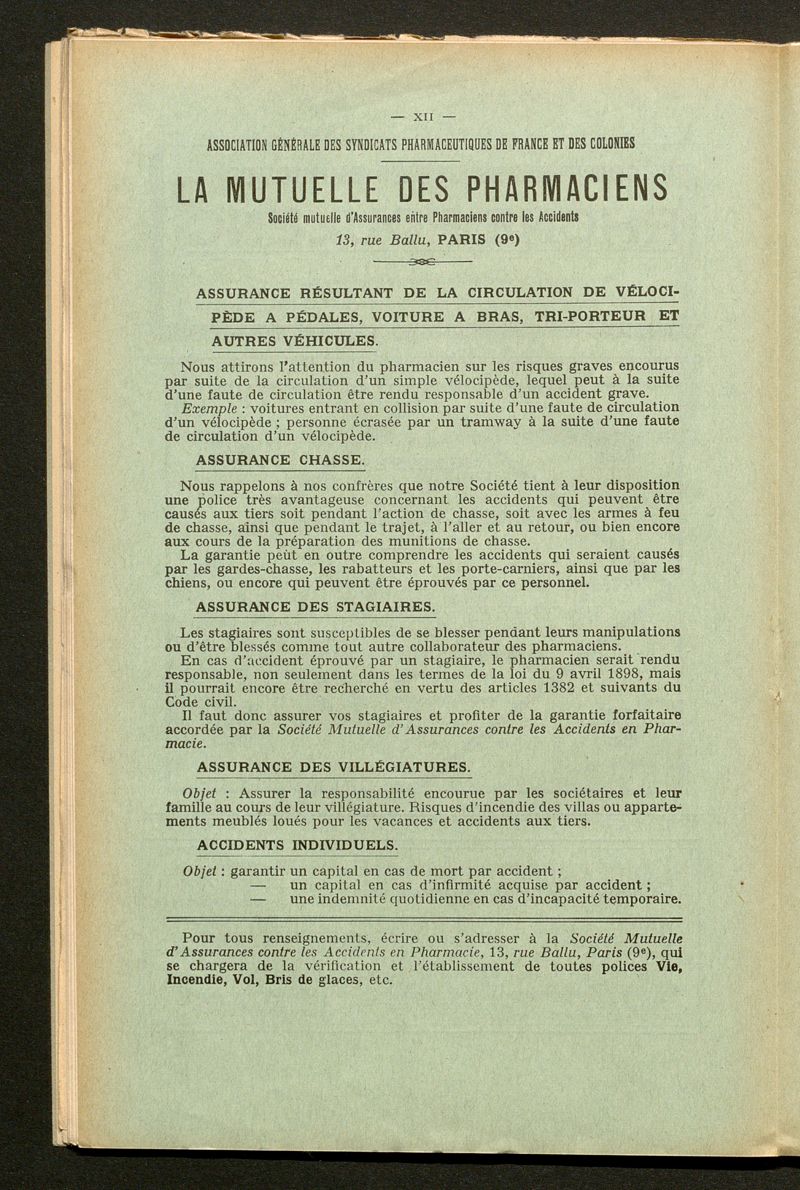 — XII —
ASSOCIATION GÉNÉRALE DES SYNDICATS PHARMACEUTIQUES DE FRANCE ET DES COLONIES
LA MUTUELLE DES PHARMACIENS
Société mutuelle d'Assurances entre Pharmaciens contre les Accidents
13, rue Ballu, PARIS (9e)
ASSURANCE RÉSULTANT DE LA CIRCULATION DE VÉLOCI-
PÈDE A PÉDALES, VOITURE A BRAS, TRI-PORTEUR ET
AUTRES VÉHICULES.
Nous attirons l'attention du pharmacien sur les risques graves encourus
par suite de la circulation d'un simple vélocipède, lequel peut à la suite
d'une faute de circulation être rendu responsable d'un accident grave.
Exemple : voitures entrant en collision par suite d'une faute de circulation
d'un vélocipède ; personne écrasée par un tramway à la suite d'une faute
de circulation d'un vélocipède.
ASSURANCE CHASSE.
Nous rappelons à nos confrères que notre Société tient à leur disposition
une police très avantageuse concernant les accidents qui peuvent être
causés aux tiers soit pendant l'action de chasse, soit avec les armes à feu
de chasse, ainsi que pendant le trajet, à l'aller et au retour, ou bien encore
aux cours de la préparation des munitions de chasse.
La garantie peut en outre comprendre les accidents qui seraient causés
par les gardes-chasse, les rabatteurs et les porte-carniers, ainsi que par les
chiens, ou encore qui peuvent être éprouvés par ce personnel.
ASSURANCE DES STAGIAIRES.
Les stagiaires sont susceptibles de se blesser pendant leurs manipulations
ou d'être blessés comme tout autre collaborateur des pharmaciens.
En cas d'accident éprouvé par un stagiaire, le pharmacien serait rendu
responsable, non seulement dans les termes de la loi du 9 avril 1898, mais
il pourrait encore être recherché en vertu des articles 1382 et suivants du
Code civil.
Il faut donc assurer vos stagiaires et profiter de la garantie forfaitaire
accordée par la Société Mutuelle d'Assurances contre les Accidents en Phar-
macie.
ASSURANCE DES VILLÉGIATURES.
Objet : Assurer la responsabilité encourue par les sociétaires et leur
famille au cours de leur villégiature. Risques d'incendie des villas ou apparte-
ments meublés loués pour les vacances et accidents aux tiers.
ACCIDENTS INDIVIDUELS.
Objet : garantir un capital en cas de mort par accident ;
— un capital en cas d'infirmité acquise par accident ;
— une indemnité quotidienne en cas d'incapacité temporaire.
Pour tous renseignements, écrire ou s'adresser à la Société Mutuelle
d'Assurances contre les Accidents en Pharmacie, 13, rue Ballu, Paris (9e), qui
se chargera de la vérification et l'établissement de toutes polices Vie,
Incendie, Vol, Bris de glaces, etc.